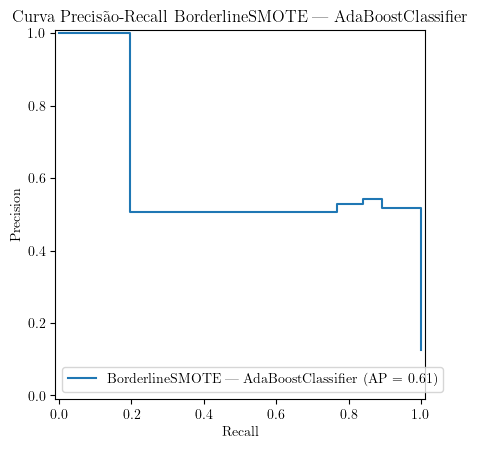 Curva Precisão-Recall BorderlineSMOTE — AdaBoostClassifier
1.0
0.8
0.6
0.4
0.2
0.0
Precision
BorderlineSMOTE — AdaBoostClassifier (AP = 0.61)
0.0 0.2 0.4 0.6 0.8 1.0
Recall